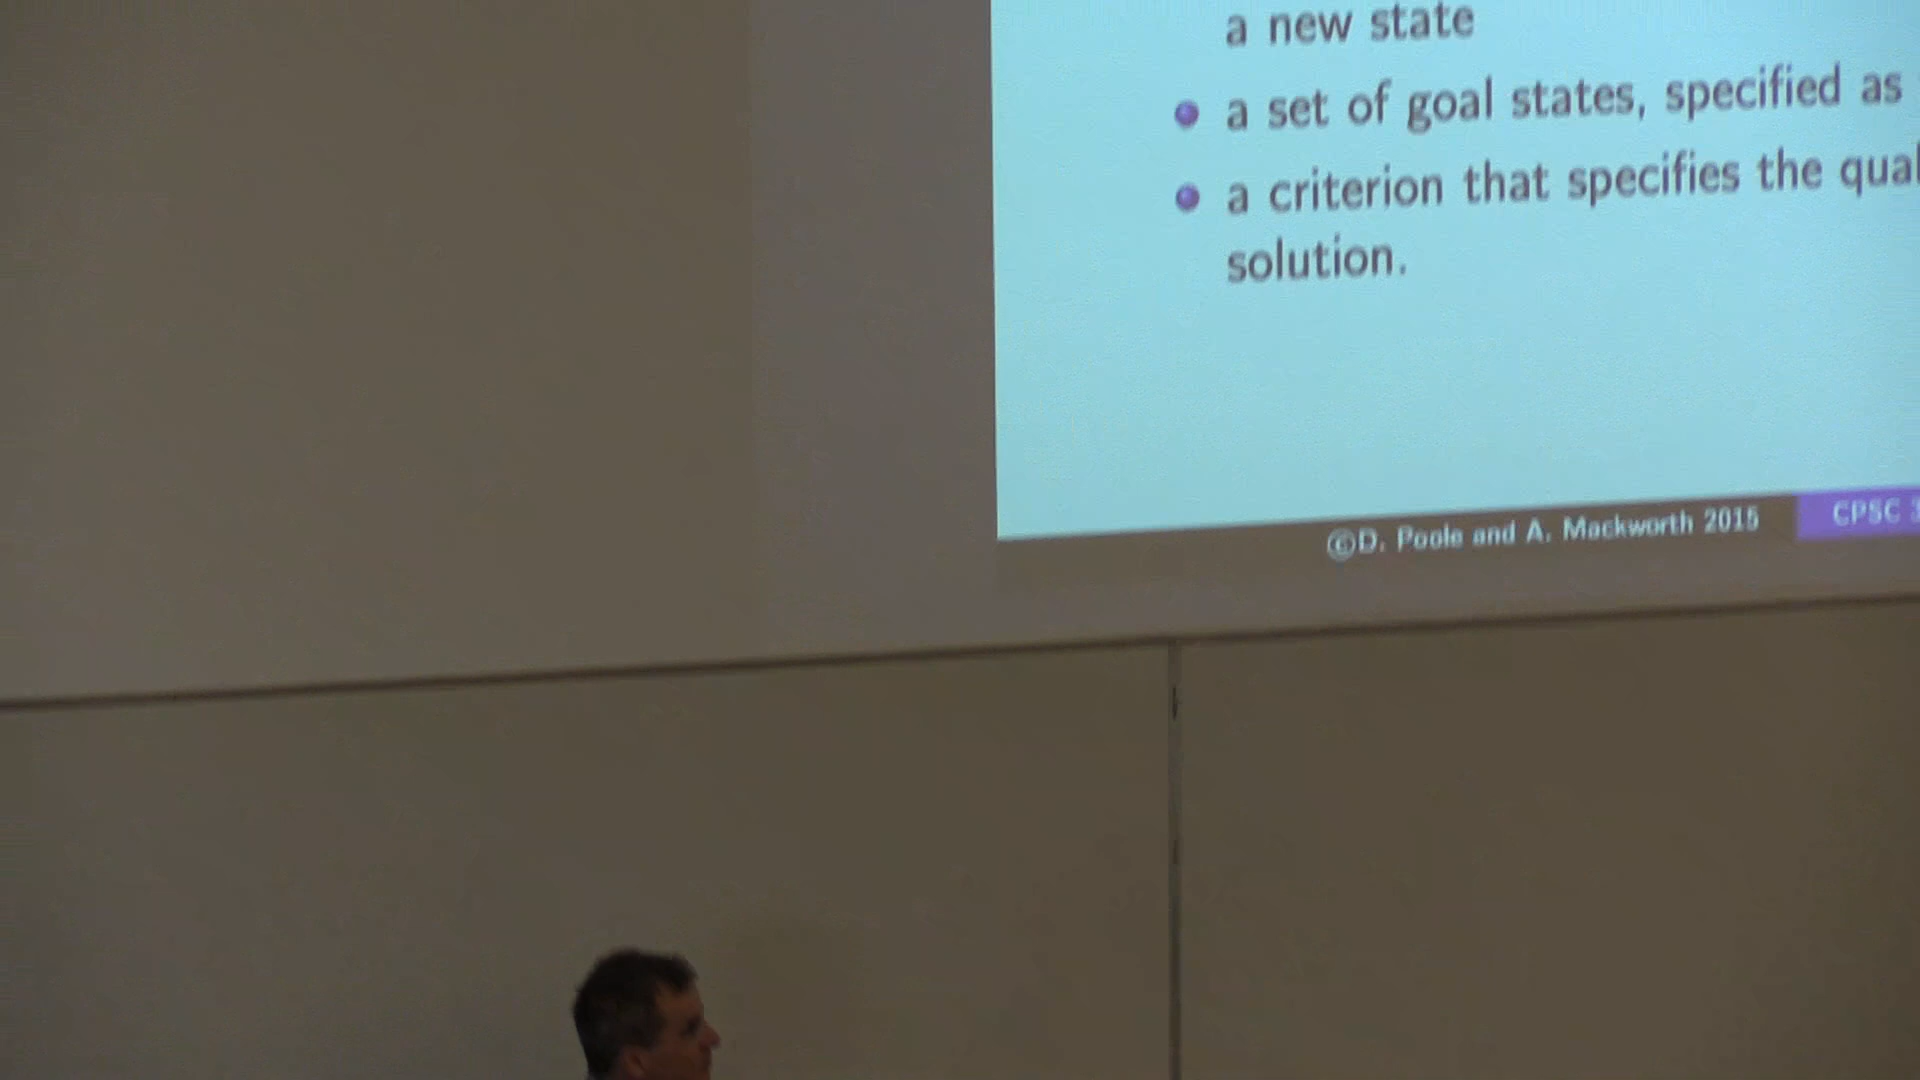 a new state
a set of goal states, specified as
a criterion that specifies the qual
solution.
©D. Poole and A. Mackworth 2015
CPSC 3